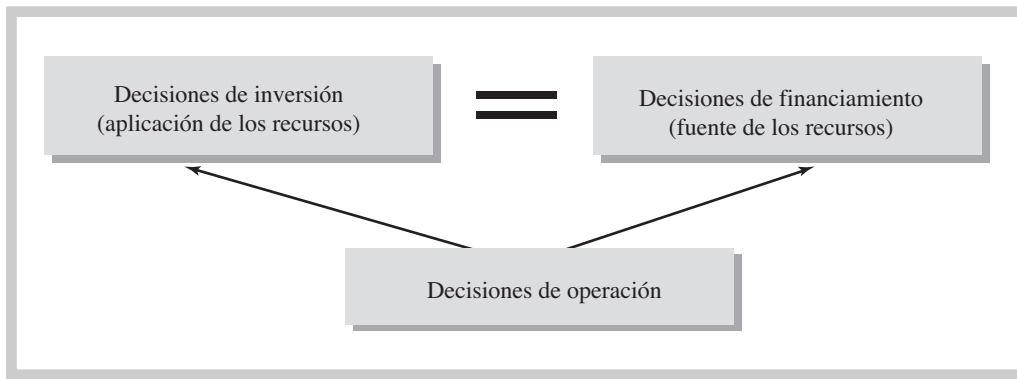 Decisiones de inversión
(aplicación de los recursos)
Decisiones de financiamiento
(fuente de los recursos)
Decisiones de operación